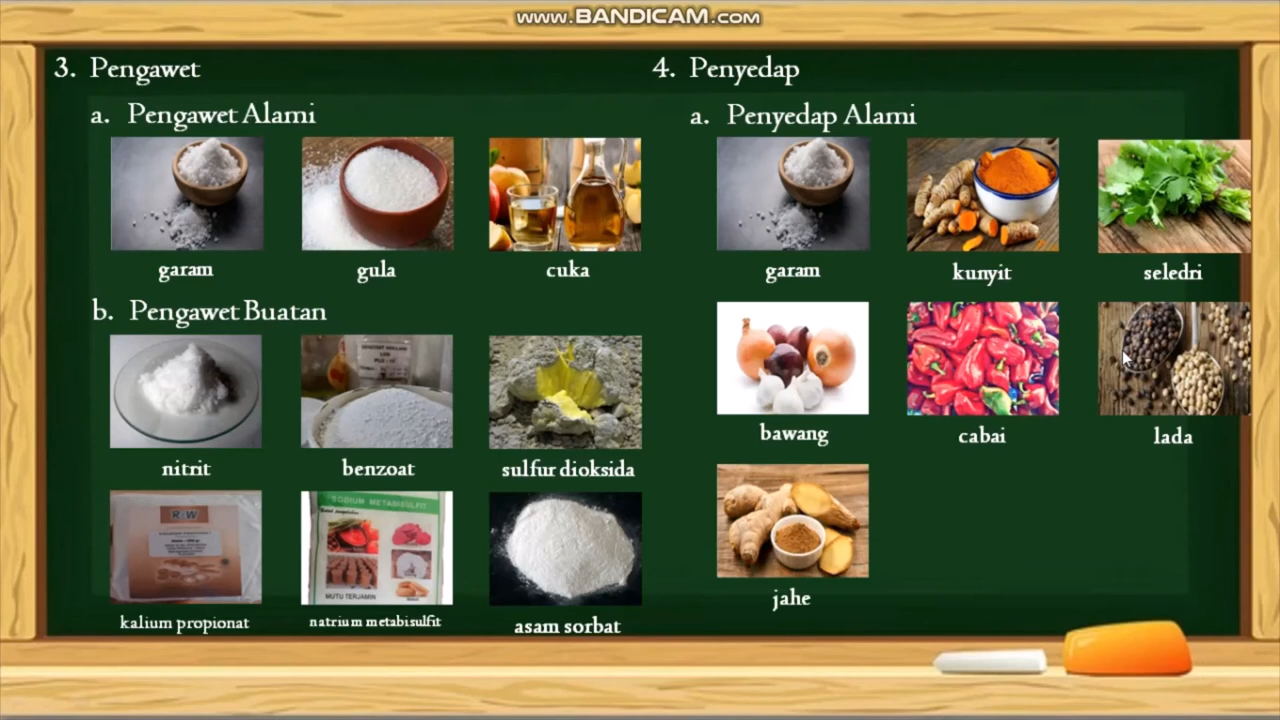 www.BANDICAM.com
3. Pengawet
a. Pengawet Alami
garam
gula
cuka
b. Pengawet Buatan
nitrit
benzoat
sulfur dioksida
R&W
SODIUM METABISULFIT
MUTU TERJAMIN
kalium propionat
natrium metabisulfit
asam sorbat
4. Penyedap
a. Penyedap Alami
garam
kunyit
seledri
bawang
cabai
lada
jahe